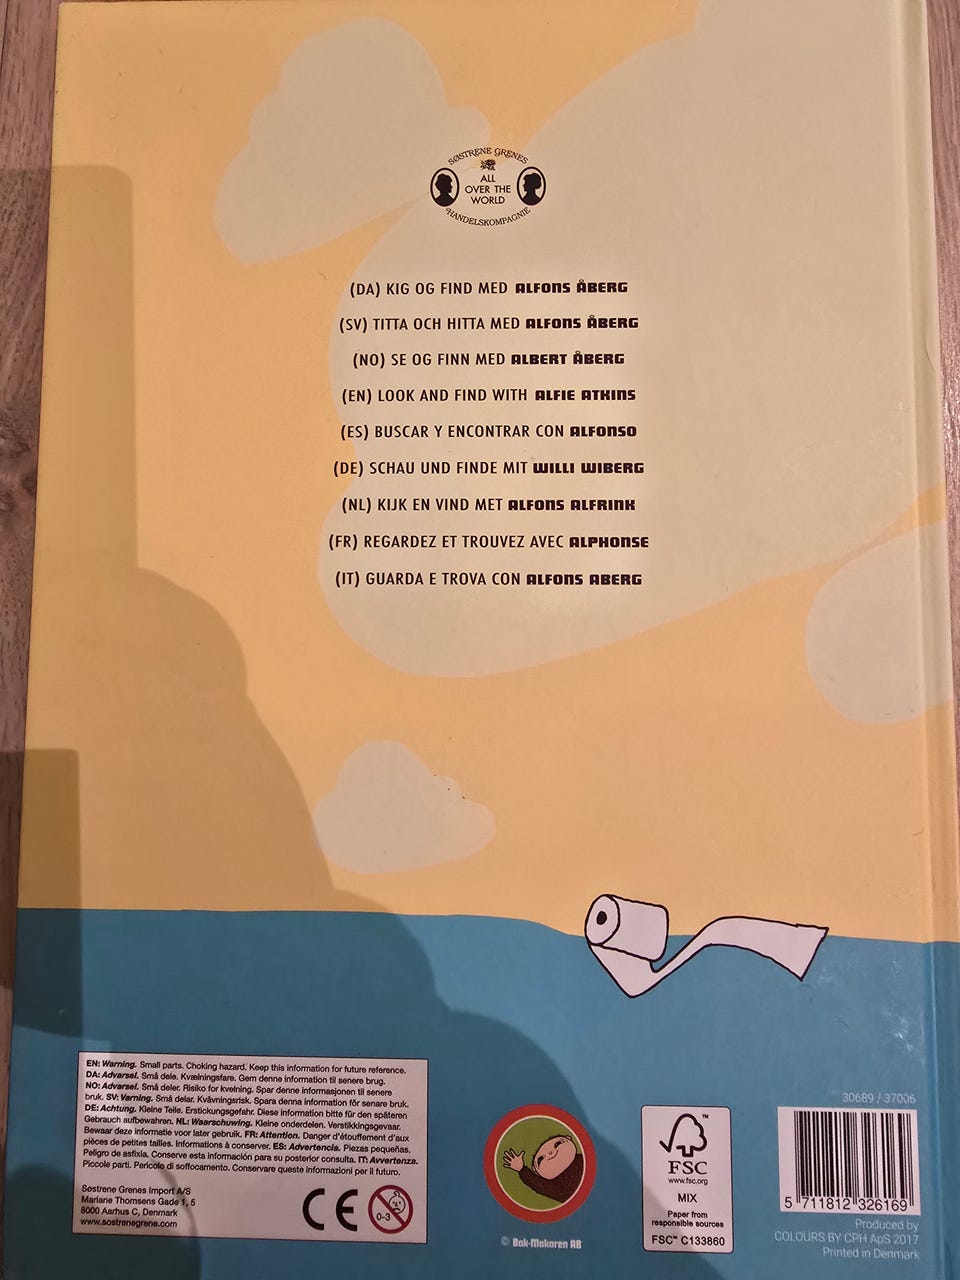 SØSTRENE GRENES
ALL
OVER THE
WORLD
HANDELSKOMPAGNIE
(DA) KIG OG FIND MED ALFONS ÅBERG
(SV) TITTA OCH HITTA MED ALFONS ÅBERG
(NO) SE OG FINN MED ALBERT ÅBERG
(EN) LOOK AND FIND WITH ALFIE ATKINS
(ES) BUSCAR Y ENCONTRAR CON ALFONSO
(DE) SCHAU UND FINDE MIT WILLI WIBERG
(NL) KIJK EN VIND MET ALFONS ALFRINK
(FR) REGARDEZ ET TROUVEZ AVEC ALPHONSE
(IT) GUARDA E TROVA CON ALFONS ABERG
EN: Warning. Small parts. Choking hazard. Keep this information for future reference.
DA: Advarsel. Små dele. Kvælningsfare. Gem denne information til senere brug.
NO: Advarsel. Små deler. Risiko for kvelning. Spar denne informasjonen til senere
bruk. SV: Varning. Små delar. Kvävningsrisk. Spara denna information för senare bruk.
DE: Achtung. Kleine Teile. Erstickungsgefahr. Diese information bitte für den späteren
Gebrauch aufbewahren. NL: Waarschuwing. Kleine onderdelen. Verstikkingsgevaar.
Bewaar deze informatie voor later gebruik. FR: Attention. Danger d'étouffement d'aux
pièces de petites tailles. Informations à conserver. ES: Advertencia. Piezas pequeñas.
Peligro de asfixia. Conserve esta información para su posterior consulta. IT: Avvertenza.
Piccole parti. Pericolo di soffocamento. Conservare queste informazioni per il futuro.
Søstrene Grenes Import A/S
Mariane Thomsens Gade 1, 5
8000 Aarhus C, Denmark
www.sostrenegrene.com
CE
0-3
© Bok-Makaren AB
FSC
™
www.fsc.org
MIX
Paper from
responsible sources
FSC™ C133860
30689 / 37006
5 711812 326169
Produced by
COLOURS BY CPH ApS 2017
Printed in Denmark